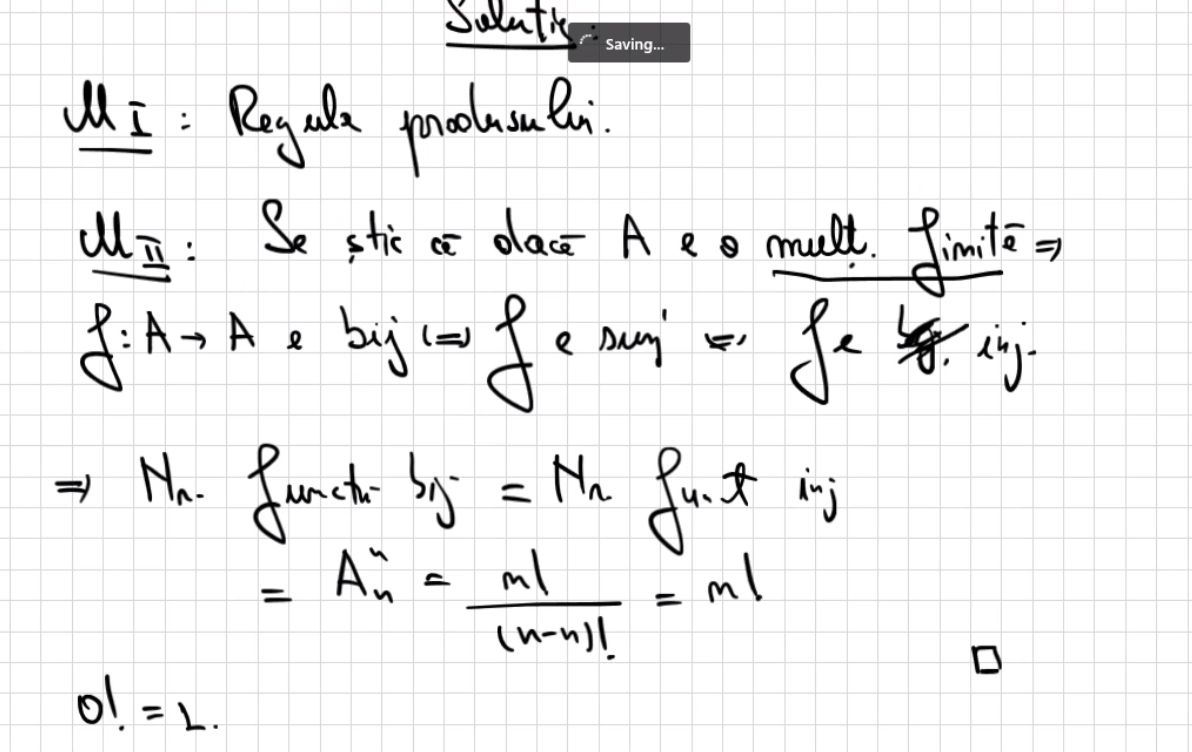 Soluție:
Saving...
M I : Regula produsului.
M II : Se știe că dacă A e o mulț. finită ⇒
f: A → A e bij ⇔ f e surj ⇔ f e inj.
⇒ Nr. funcții bij = Nr. funct inj
= A_n^n = n! / (n-n)! = n!
□
0! = 1.